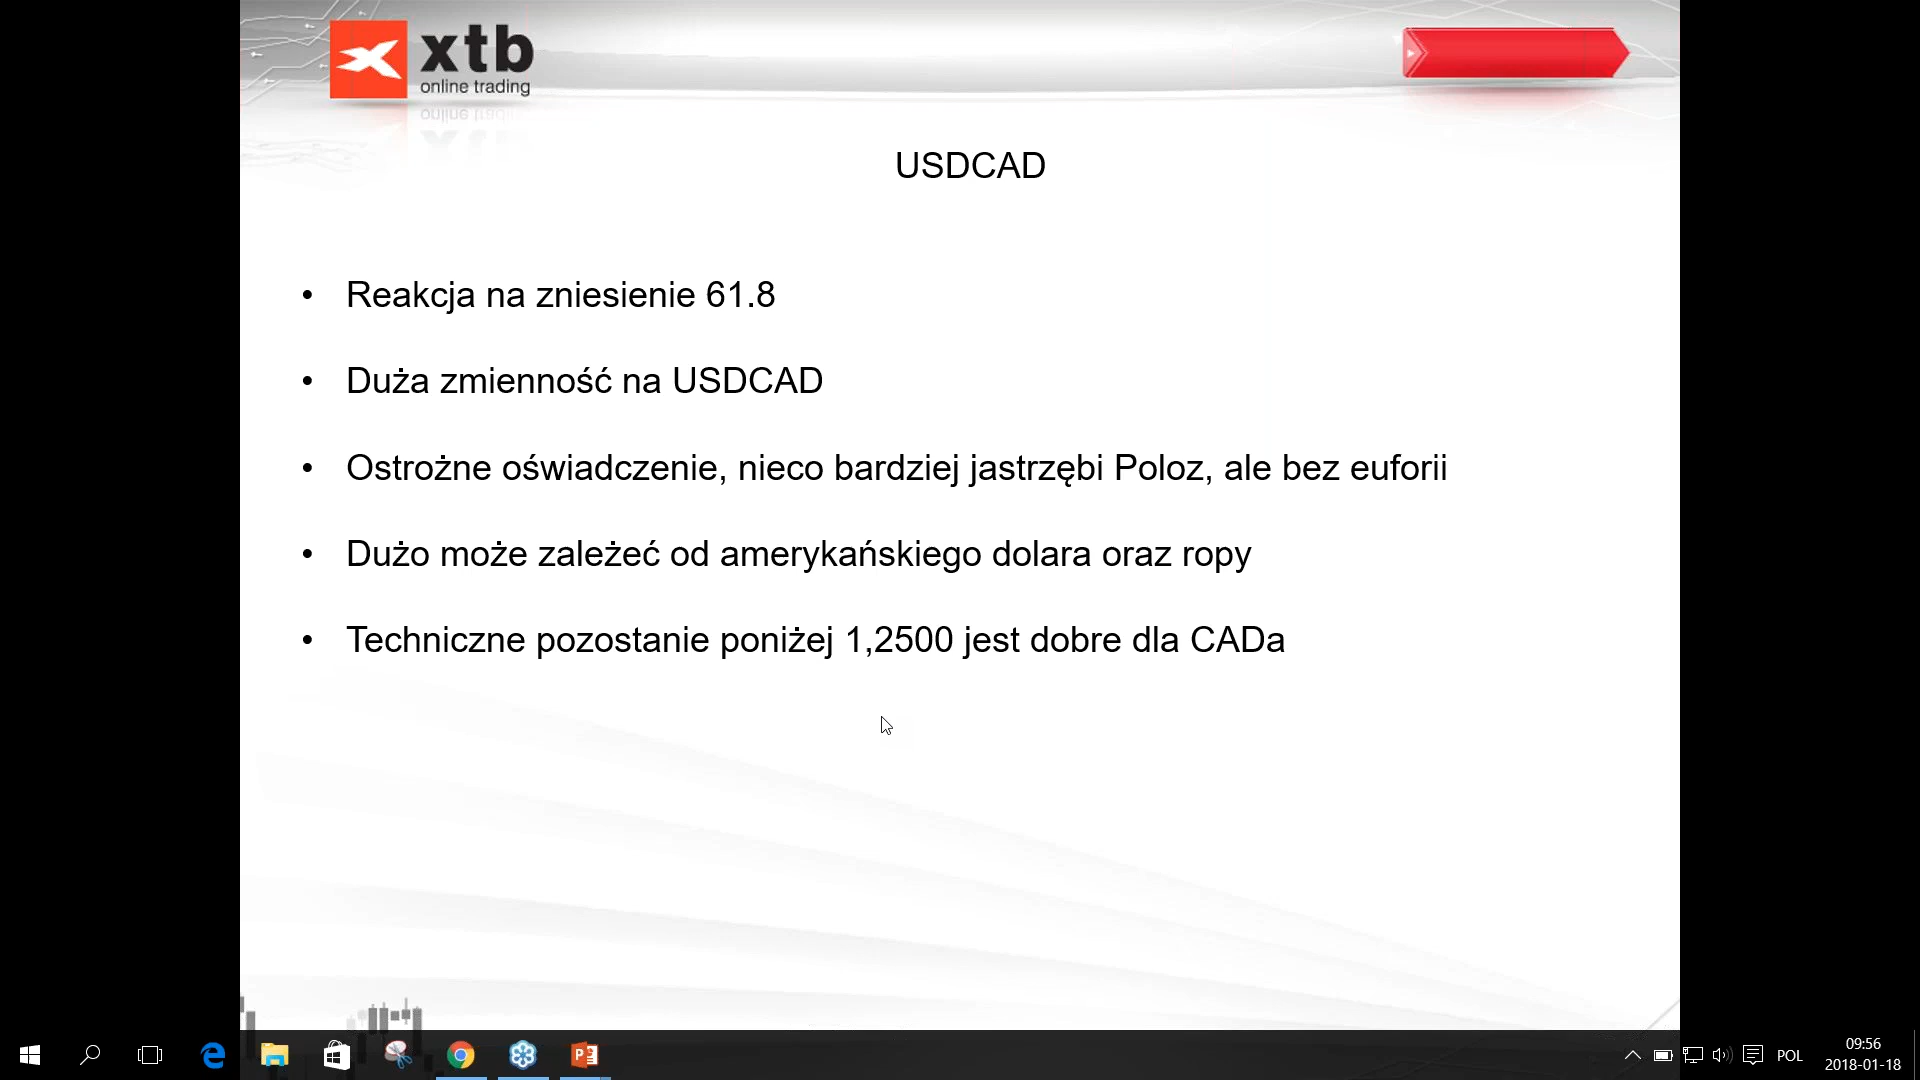 xtb
online trading
USDCAD
• Reakcja na zniesienie 61.8
• Duża zmienność na USDCAD
• Ostrożne oświadczenie, nieco bardziej jastrzębi Poloz, ale bez euforii
• Dużo może zależeć od amerykańskiego dolara oraz ropy
• Techniczne pozostanie poniżej 1,2500 jest dobre dla CADa
POL
09:56
2018-01-18